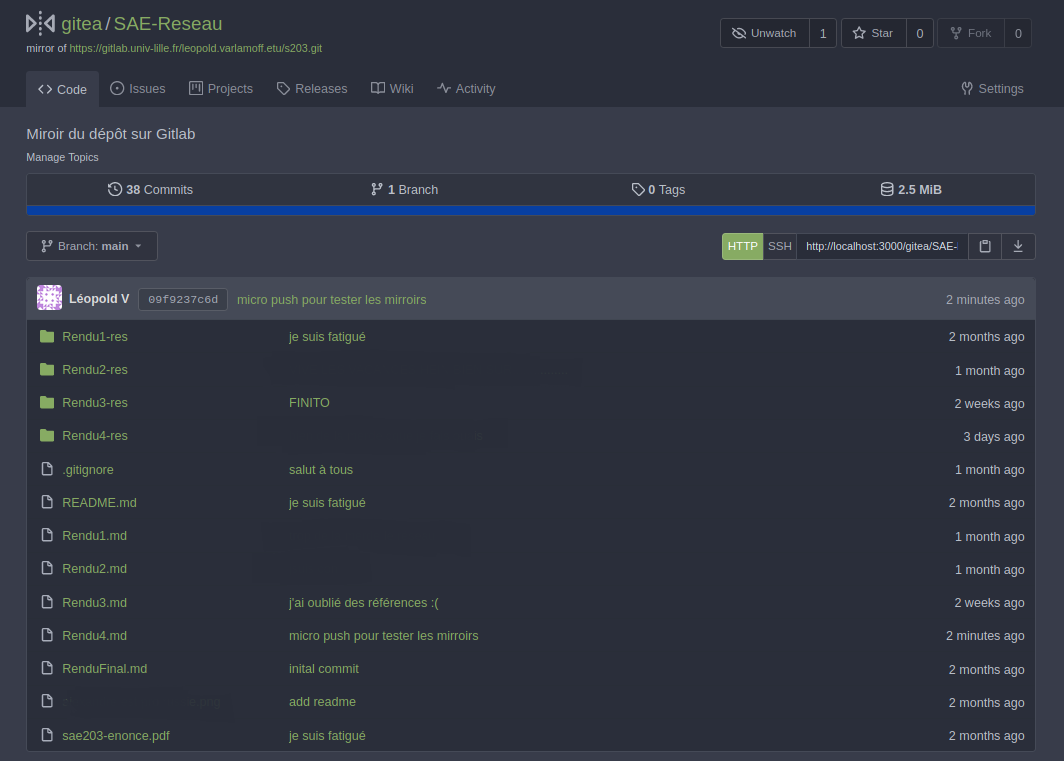 gitea / SAE-Reseau
Unwatch 1 Star 0 Fork 0
mirror of https://gitlab.univ-lille.fr/leopold.varlamoff.etu/s203.git
Code Issues Projects Releases Wiki Activity Settings
Miroir du dépôt sur Gitlab
Manage Topics
38 Commits 1 Branch 0 Tags 2.5 MiB
Branch: main HTTP SSH http://localhost:3000/gitea/SAE-
Léopold V 09f9237c6d micro push pour tester les mirroirs 2 minutes ago
Rendu1-res je suis fatigué 2 months ago
Rendu2-res 1 month ago
Rendu3-res FINITO 2 weeks ago
Rendu4-res 3 days ago
.gitignore salut à tous 1 month ago
README.md je suis fatigué 2 months ago
Rendu1.md 1 month ago
Rendu2.md 1 month ago
Rendu3.md j'ai oublié des références :( 2 weeks ago
Rendu4.md micro push pour tester les mirroirs 2 minutes ago
RenduFinal.md inital commit 2 months ago
add readme 2 months ago
sae203-enonce.pdf je suis fatigué 2 months ago